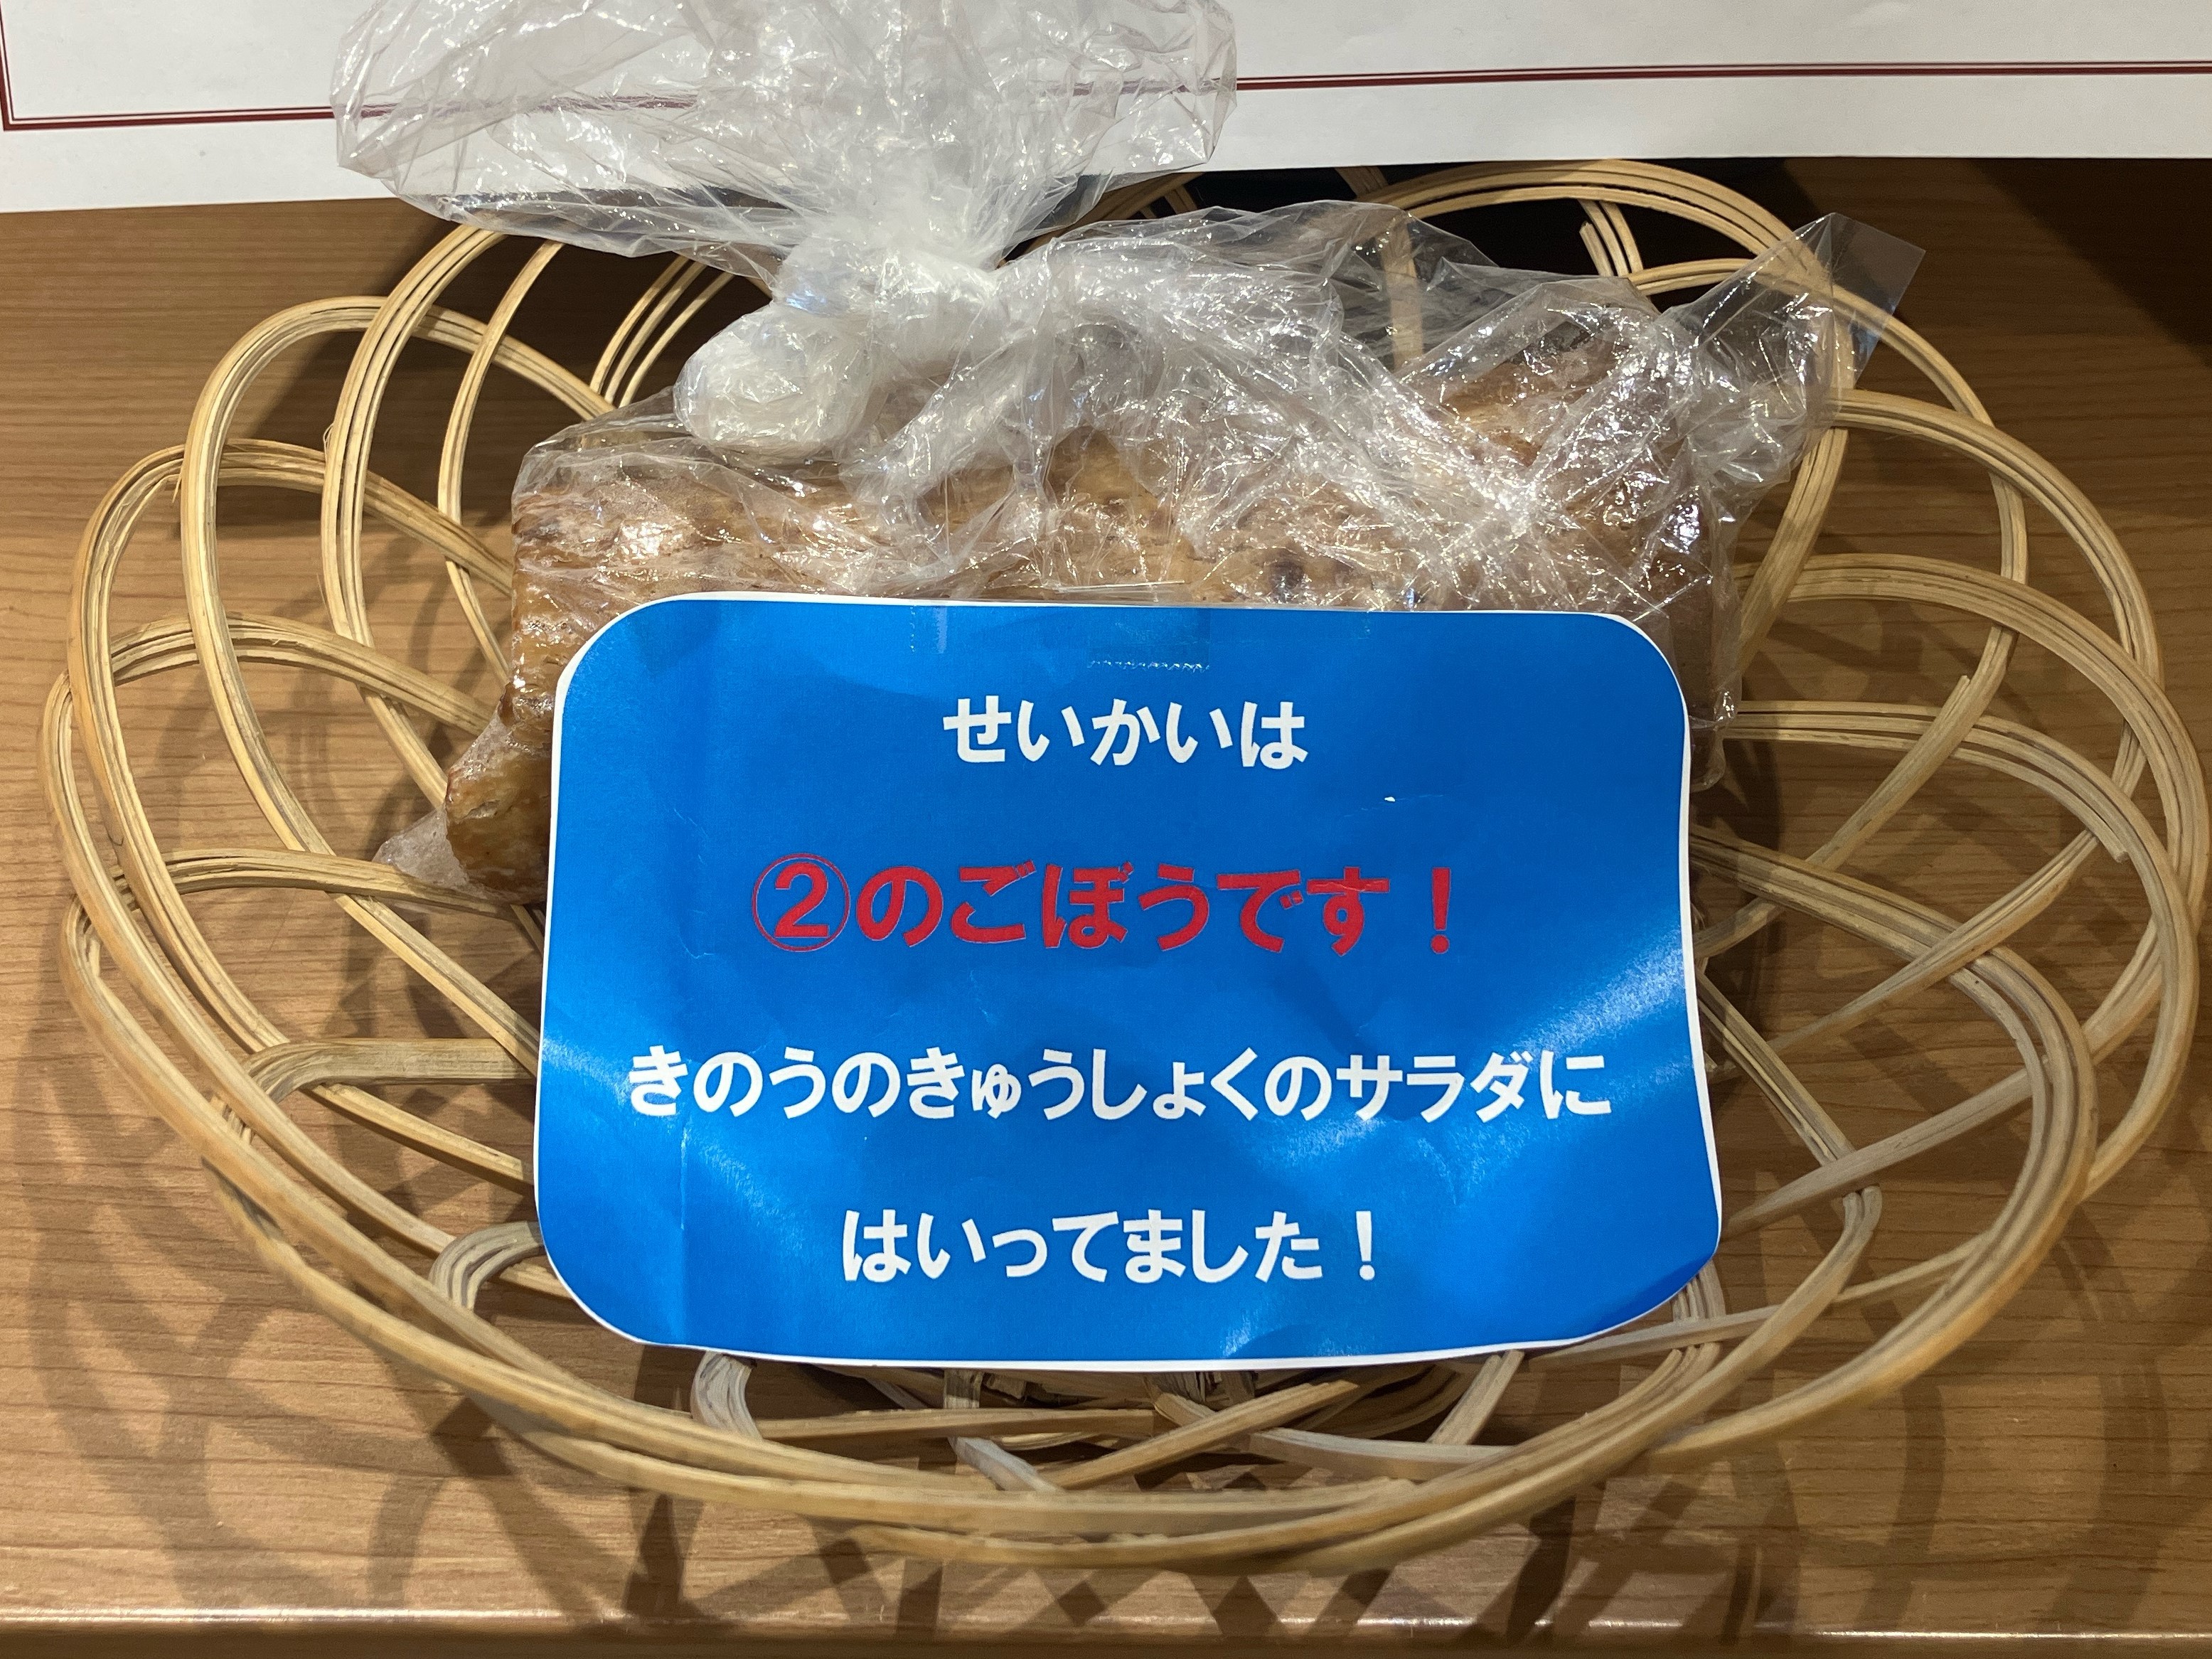 せいかいは
②のごぼうです！
きのうのきゅうしょくのサラダに
はいってました！